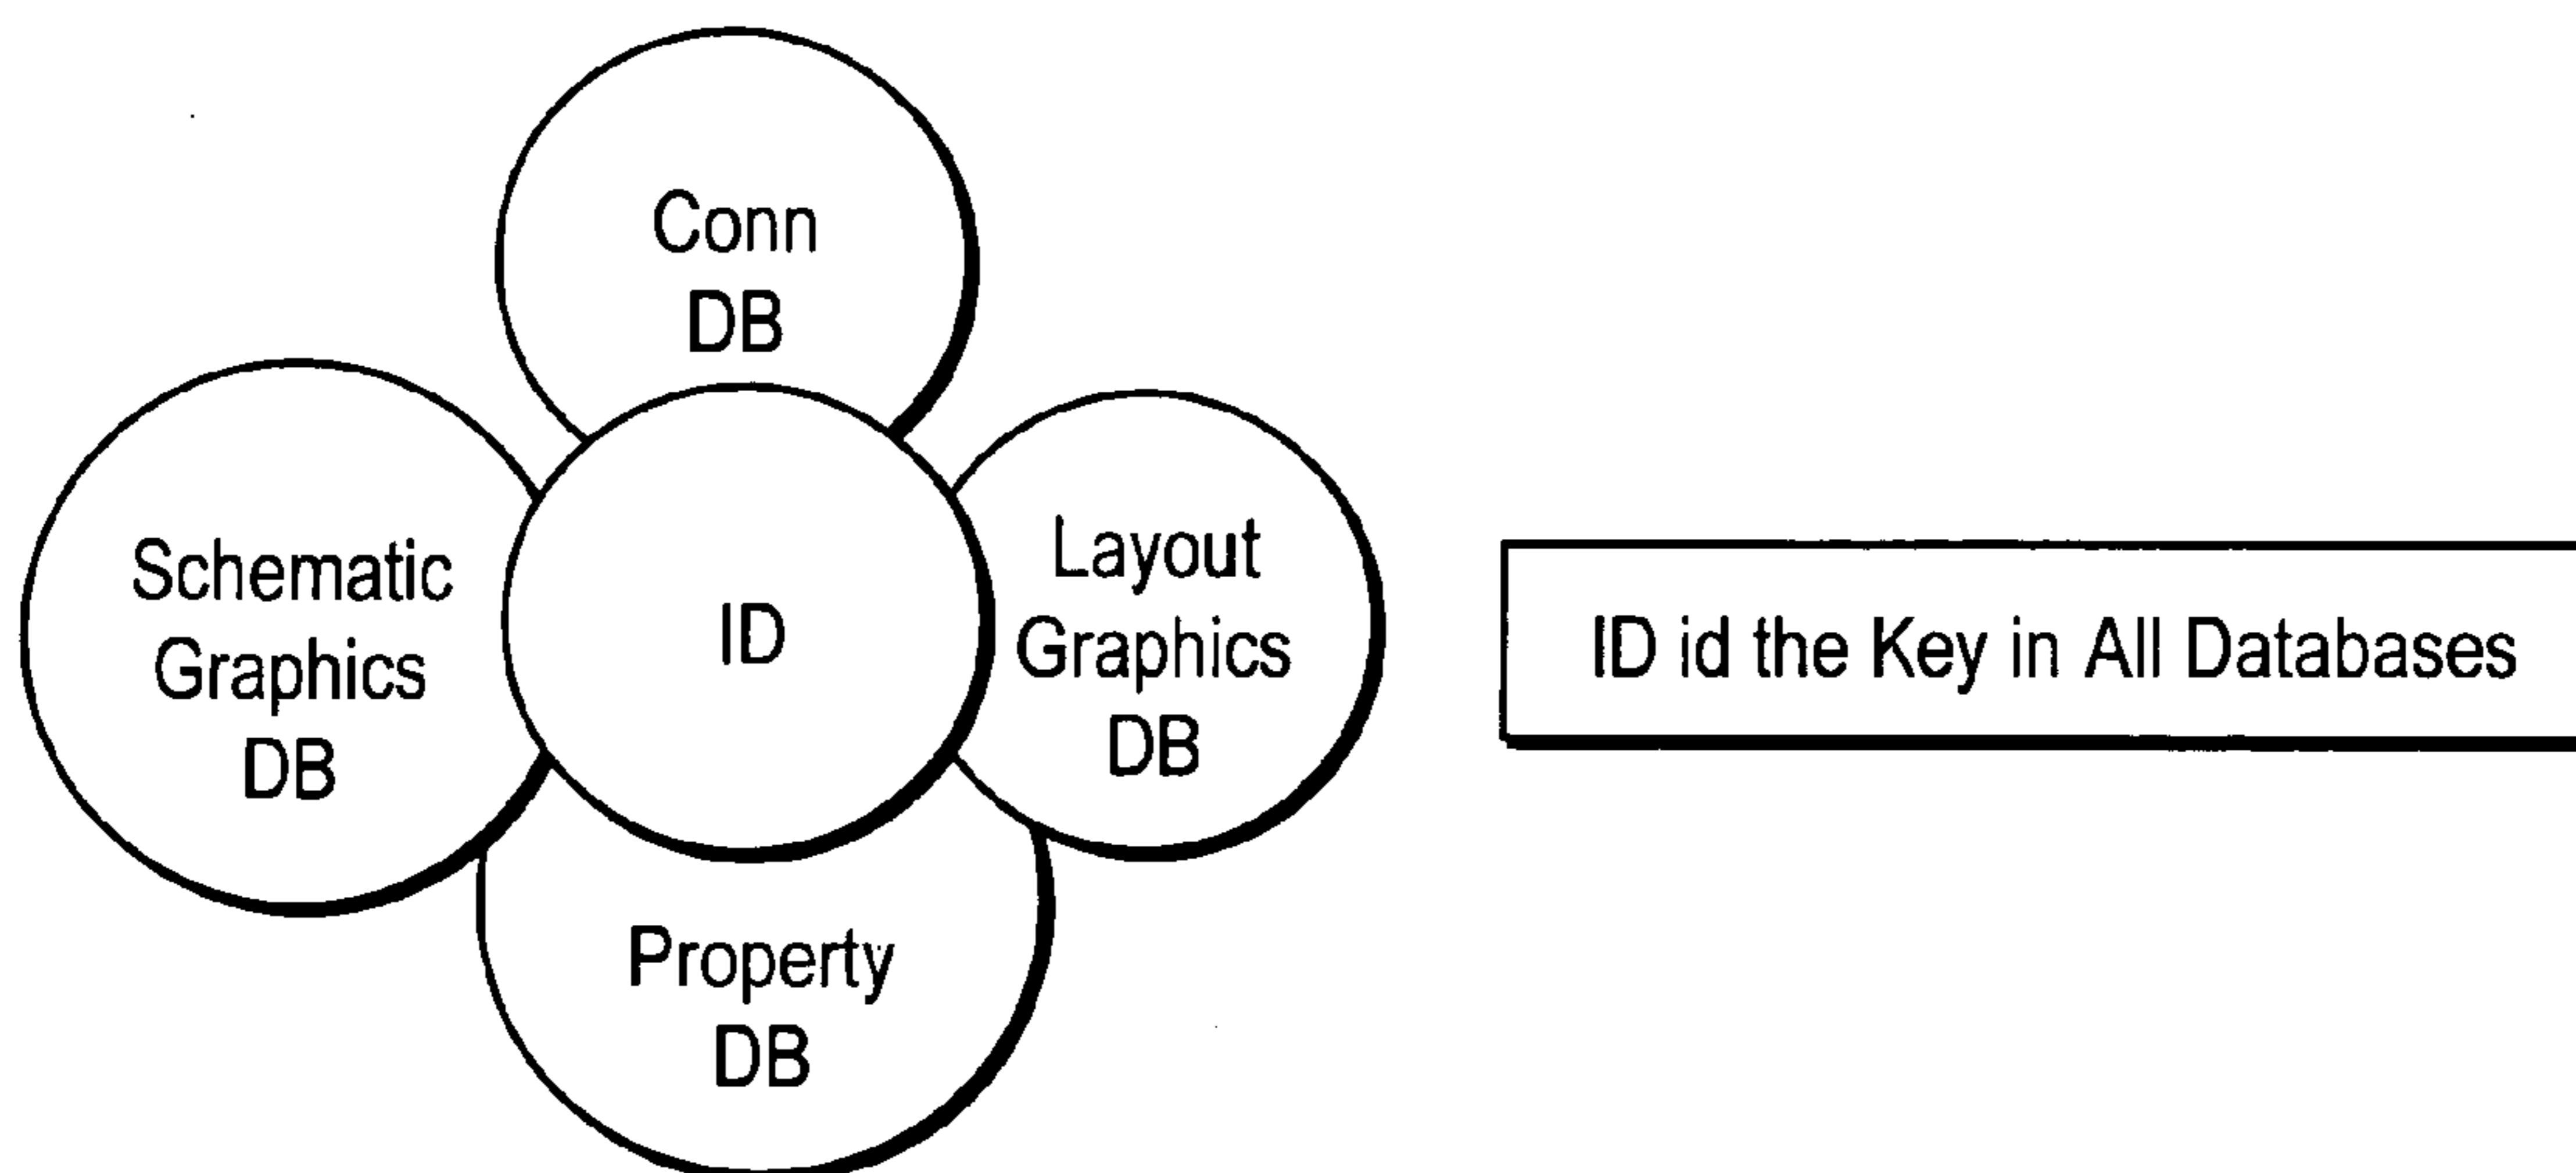 Conn
DB
Schematic
Graphics
DB
ID
Layout
Graphics
DB
ID id the Key in All Databases
Property
DB